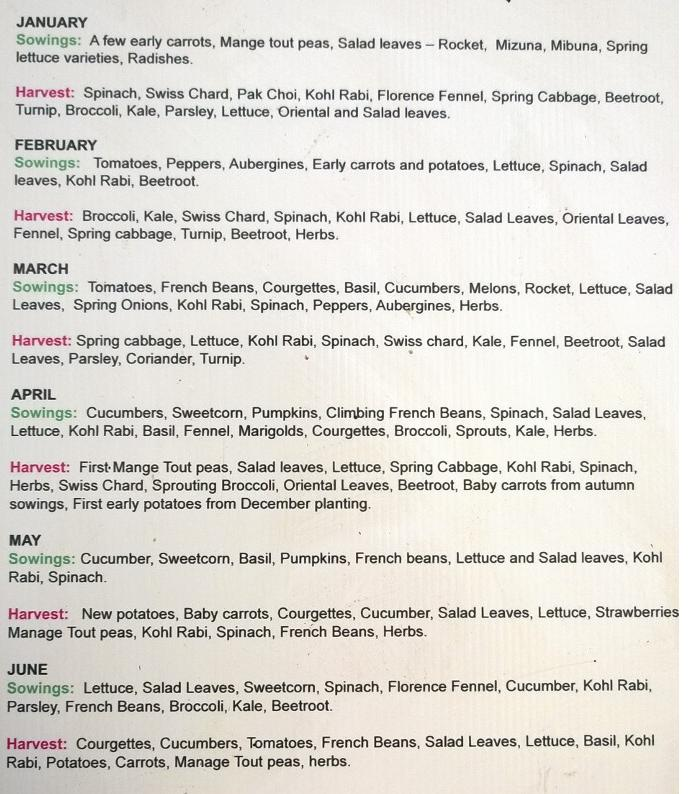 JANUARY
Sowings: A few early carrots, Mange tout peas, Salad leaves – Rocket, Mizuna, Mibuna, Spring
lettuce varieties, Radishes.
Harvest: Spinach, Swiss Chard, Pak Choi, Kohl Rabi, Florence Fennel, Spring Cabbage, Beetroot,
Turnip, Broccoli, Kale, Parsley, Lettuce, Oriental and Salad leaves.
FEBRUARY
Sowings: Tomatoes, Peppers, Aubergines, Early carrots and potatoes, Lettuce, Spinach, Salad
leaves, Kohl Rabi, Beetroot.
Harvest: Broccoli, Kale, Swiss Chard, Spinach, Kohl Rabi, Lettuce, Salad Leaves, Oriental Leaves,
Fennel, Spring cabbage, Turnip, Beetroot, Herbs.
MARCH
Sowings: Tomatoes, French Beans, Courgettes, Basil, Cucumbers, Melons, Rocket, Lettuce, Salad
Leaves, Spring Onions, Kohl Rabi, Spinach, Peppers, Aubergines, Herbs.
Harvest: Spring cabbage, Lettuce, Kohl Rabi, Spinach, Swiss chard, Kale, Fennel, Beetroot, Salad
Leaves, Parsley, Coriander, Turnip.
APRIL
Sowings: Cucumbers, Sweetcorn, Pumpkins, Climbing French Beans, Spinach, Salad Leaves,
Lettuce, Kohl Rabi, Basil, Fennel, Marigolds, Courgettes, Broccoli, Sprouts, Kale, Herbs.
Harvest: First Mange Tout peas, Salad leaves, Lettuce, Spring Cabbage, Kohl Rabi, Spinach,
Herbs, Swiss Chard, Sprouting Broccoli, Oriental Leaves, Beetroot, Baby carrots from autumn
sowings, First early potatoes from December planting.
MAY
Sowings: Cucumber, Sweetcorn, Basil, Pumpkins, French beans, Lettuce and Salad leaves, Kohl
Rabi, Spinach.
Harvest: New potatoes, Baby carrots, Courgettes, Cucumber, Salad Leaves, Lettuce, Strawberries
Manage Tout peas, Kohl Rabi, Spinach, French Beans, Herbs.
JUNE
Sowings: Lettuce, Salad Leaves, Sweetcorn, Spinach, Florence Fennel, Cucumber, Kohl Rabi,
Parsley, French Beans, Broccoli, Kale, Beetroot.
Harvest: Courgettes, Cucumbers, Tomatoes, French Beans, Salad Leaves, Lettuce, Basil, Kohl
Rabi, Potatoes, Carrots, Manage Tout peas, herbs.